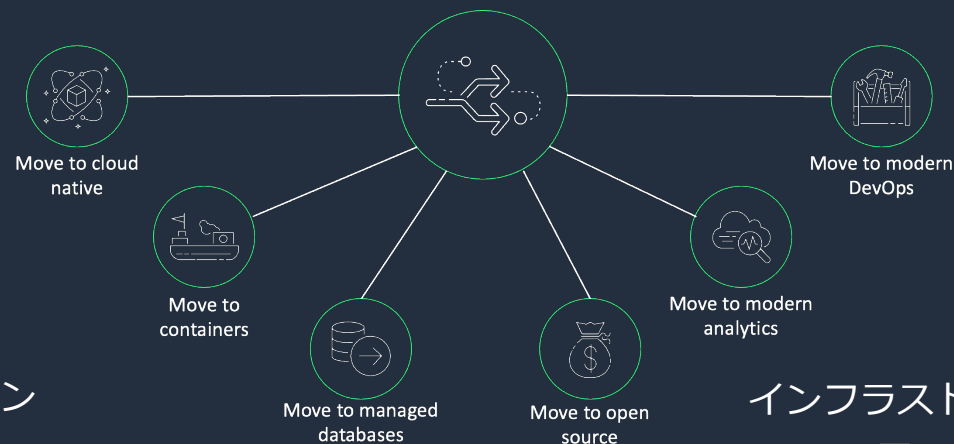 Move to cloud
native
Move to
containers
Move to managed
databases
Move to open
source
Move to modern
analytics
Move to modern
DevOps
ン
インフラスト